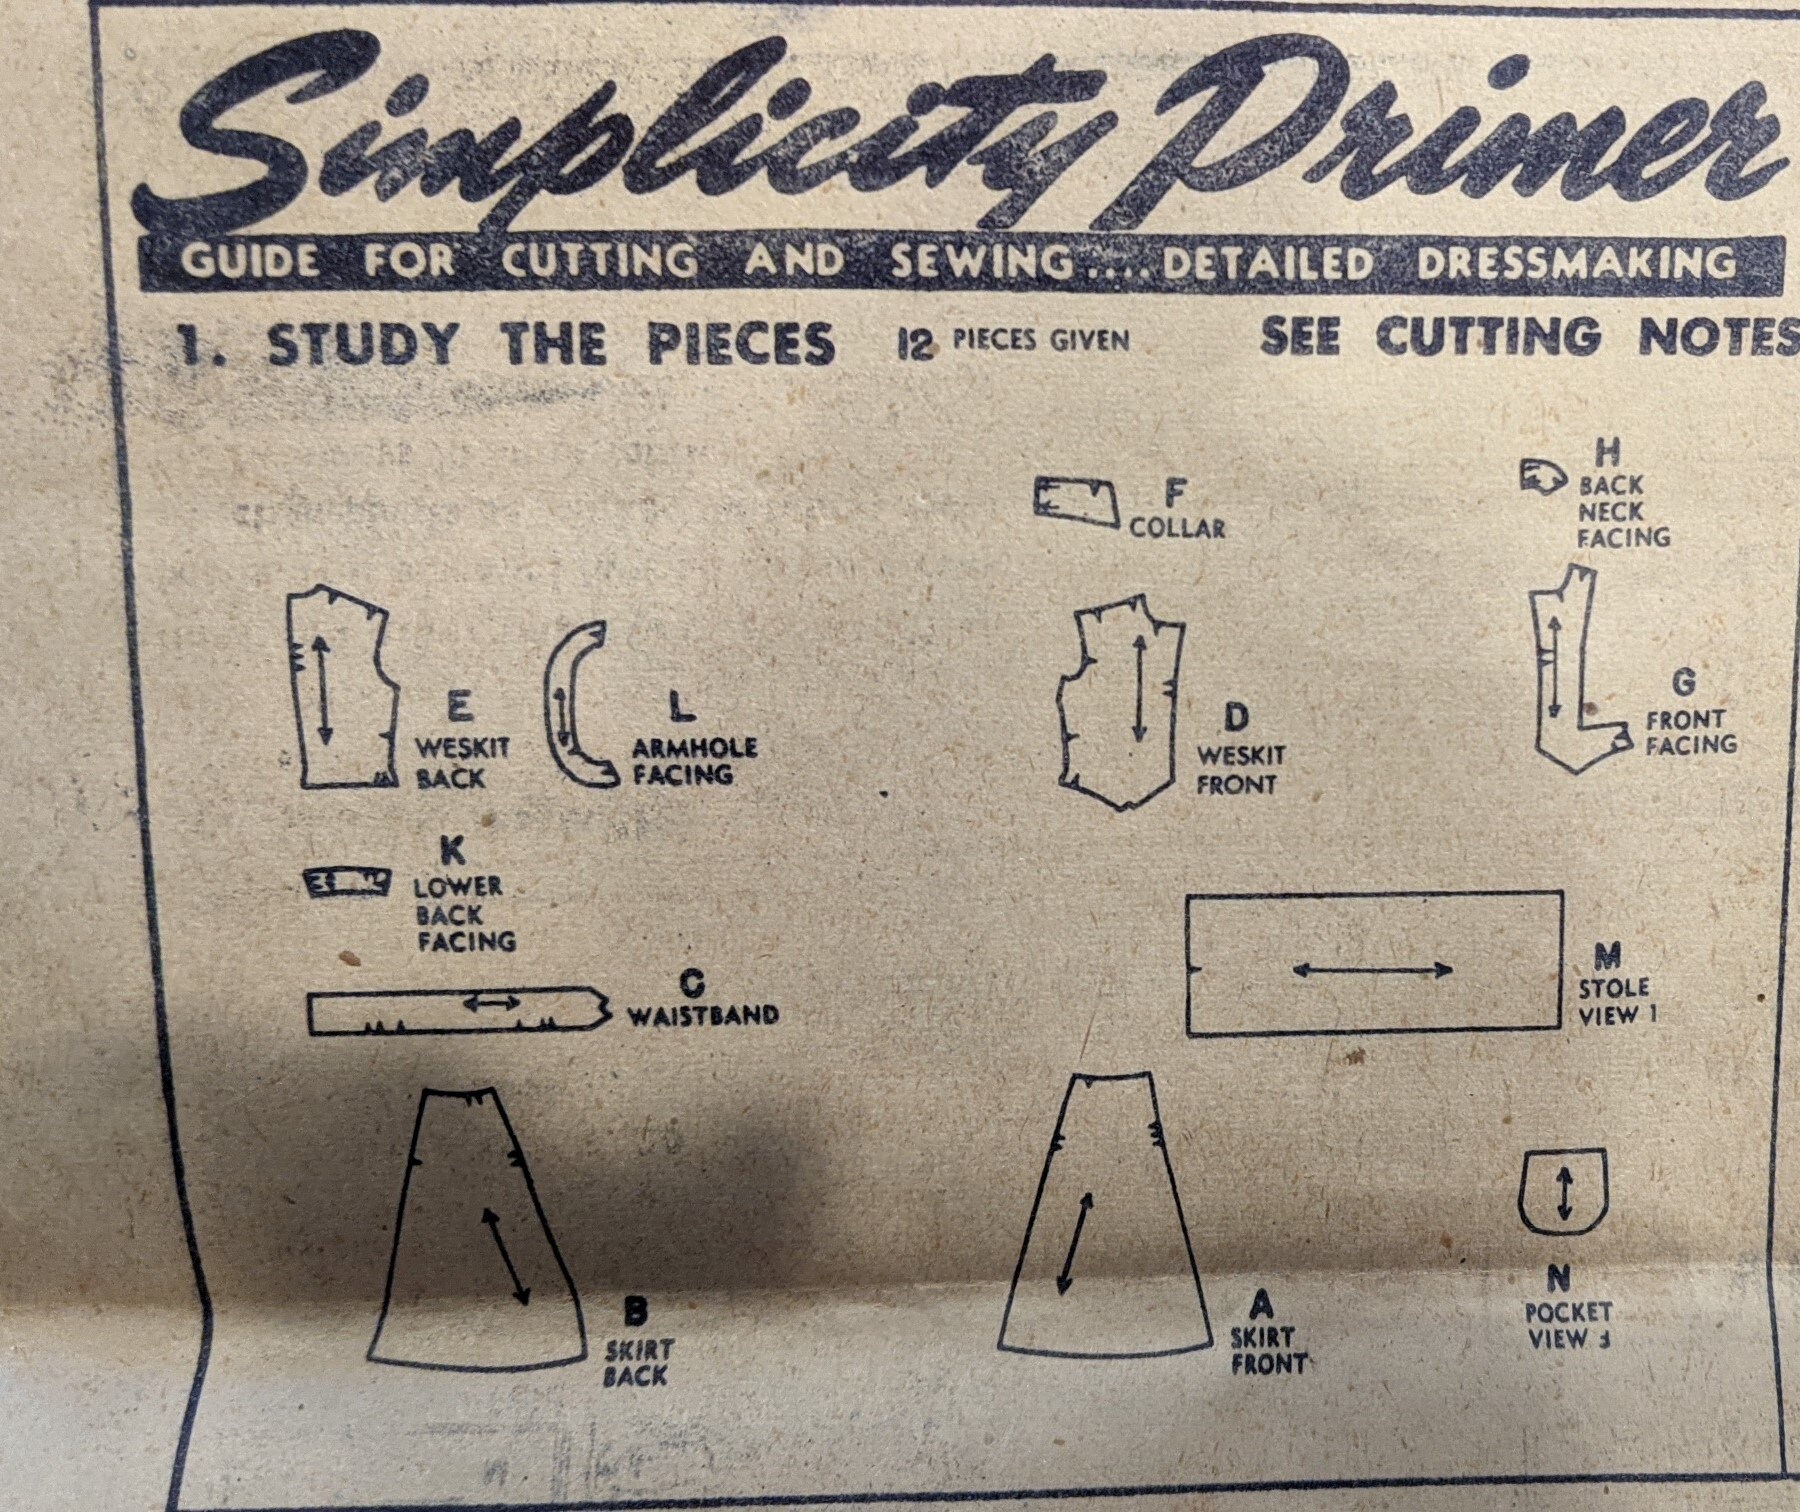 Simplicity Primer
GUIDE FOR CUTTING AND SEWING....DETAILED DRESSMAKING
1. STUDY THE PIECES 12 PIECES GIVEN SEE CUTTING NOTES
H
BACK
NECK
FACING
F
COLLAR
E
WESKIT
BACK
L
ARMHOLE
FACING
D
WESKIT
FRONT
G
FRONT
FACING
K
LOWER
BACK
FACING
C
WAISTBAND
M
STOLE
VIEW 1
B
SKIRT
BACK
A
SKIRT
FRONT
N
POCKET
VIEW 3